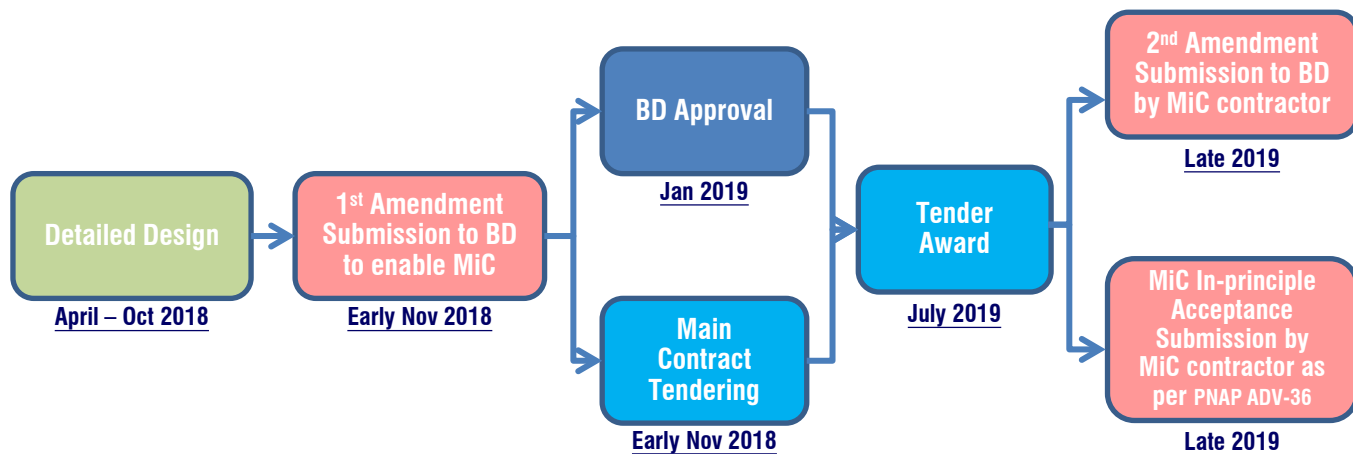 Detailed Design
April – Oct 2018
1st Amendment
Submission to BD
to enable MiC
Early Nov 2018
BD Approval
Jan 2019
Main
Contract
Tendering
Early Nov 2018
Tender
Award
July 2019
2nd Amendment
Submission to BD
by MiC contractor
Late 2019
MiC In-principle
Acceptance
Submission by
MiC contractor as
per PNAP ADV-36
Late 2019